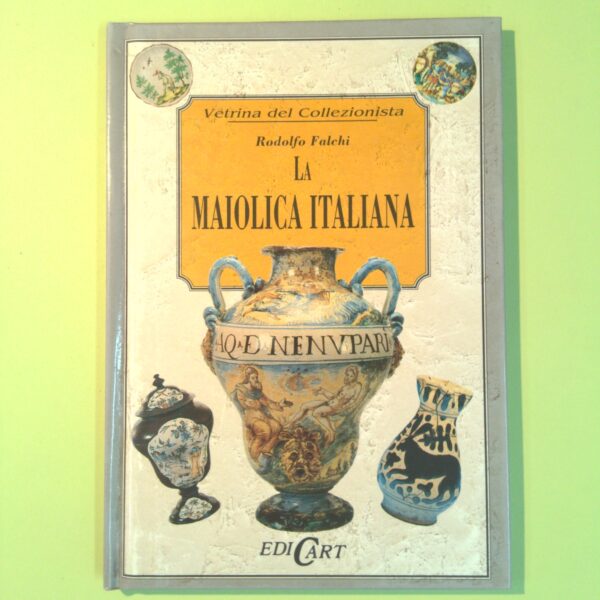 Vetrina del Collezionista
Rodolfo Falchi
LA
MAIOLICA ITALIANA
AQ·D NENVPARI
EDICART